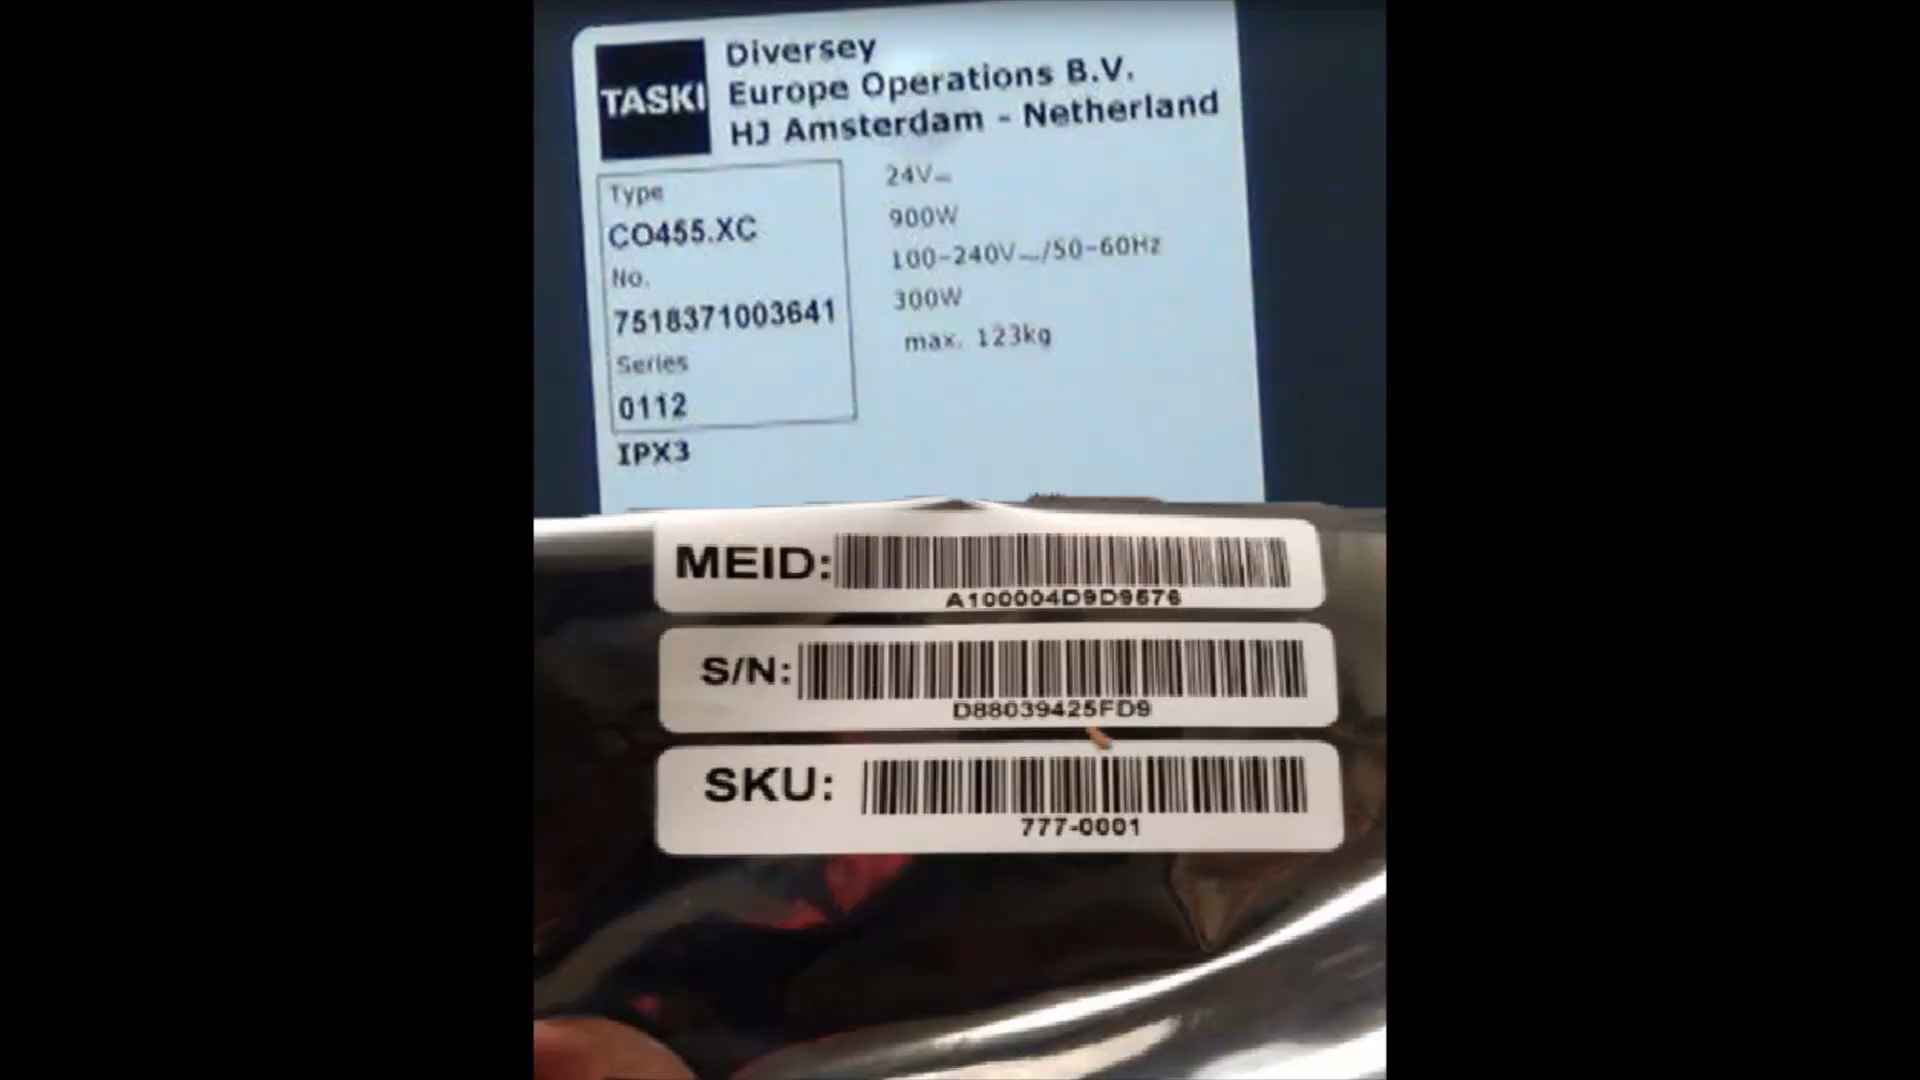 TASKI
Diversey
Europe Operations B.V.
HJ Amsterdam - Netherland
Type
CO455.XC
No.
7518371003641
Series
0112
IPX3
24V⎓
900W
100-240V~/50-60Hz
300W
max. 123kg
MEID:
A100004D9D9576
S/N:
D88039425FD9
SKU:
777-0001